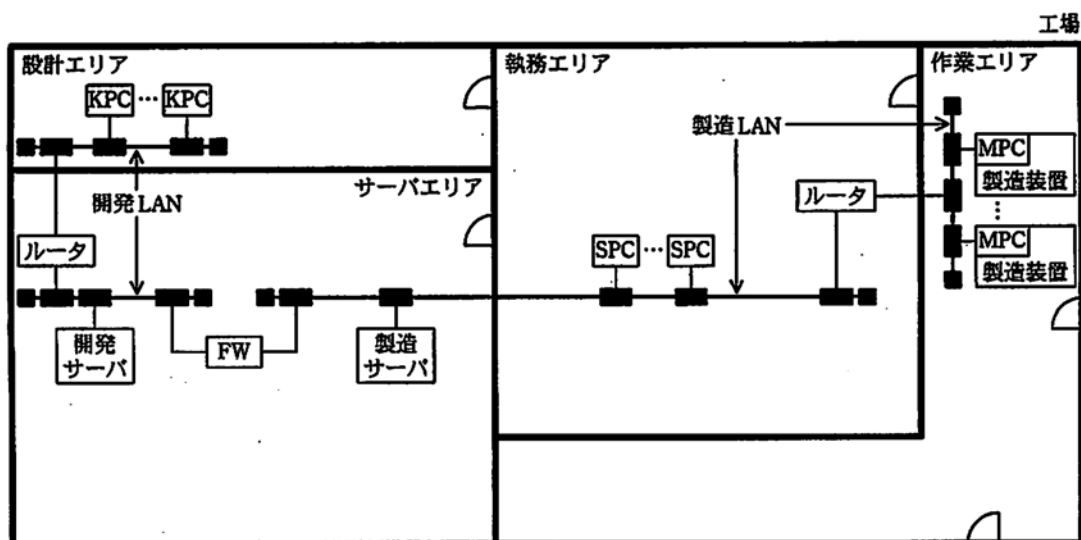 工場
設計エリア
執務エリア
作業エリア
KPC … KPC
製造LAN
MPC
製造装置
サーバエリア
開発LAN
ルータ
ルータ
SPC … SPC
⋮
MPC
製造装置
開発
サーバ
FW
製造
サーバ